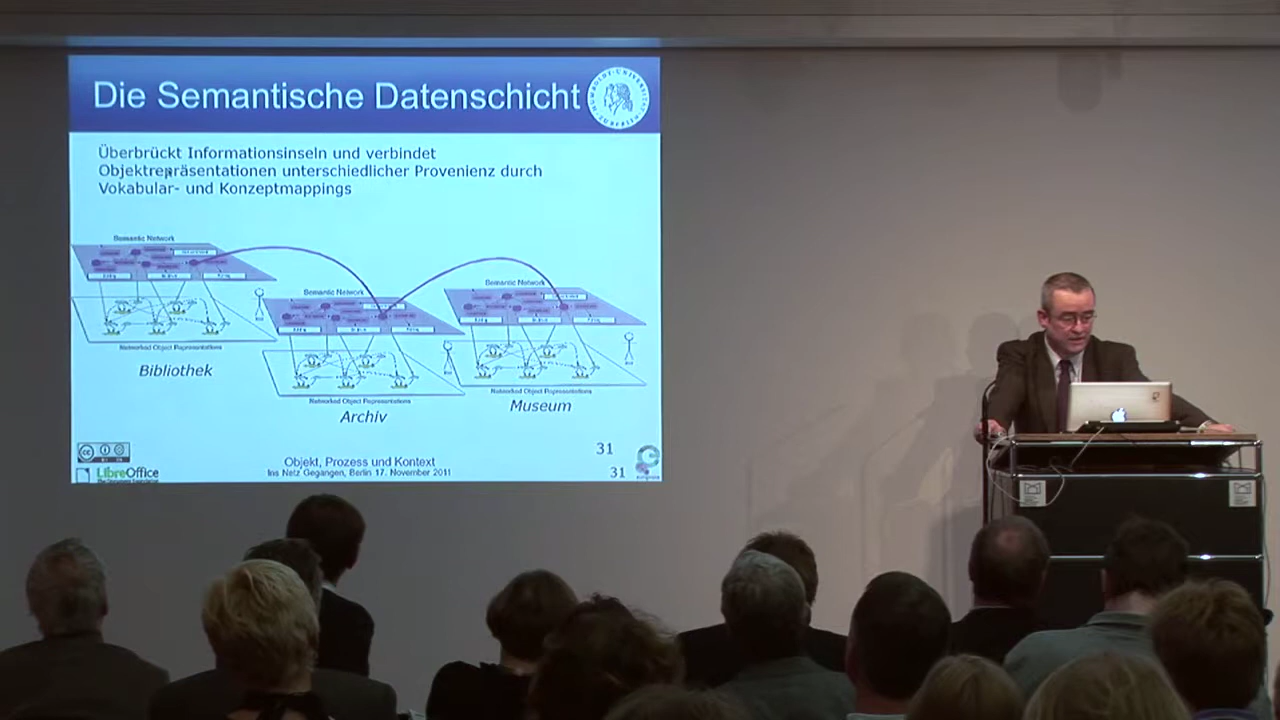 Die Semantische Datenschicht
Überbrückt Informationsinseln und verbindet
Objektrepräsentationen unterschiedlicher Provenienz durch
Vokabular- und Konzeptmappings
Semantic Network
Semantic Network
Semantic Network
Networked Object Representations
Bibliothek
Networked Object Representations
Archiv
Networked Object Representations
Museum
31
Objekt, Prozess und Kontext
Ins Netz Gegangen, Berlin 17. November 2011
31
cc
LibreOffice